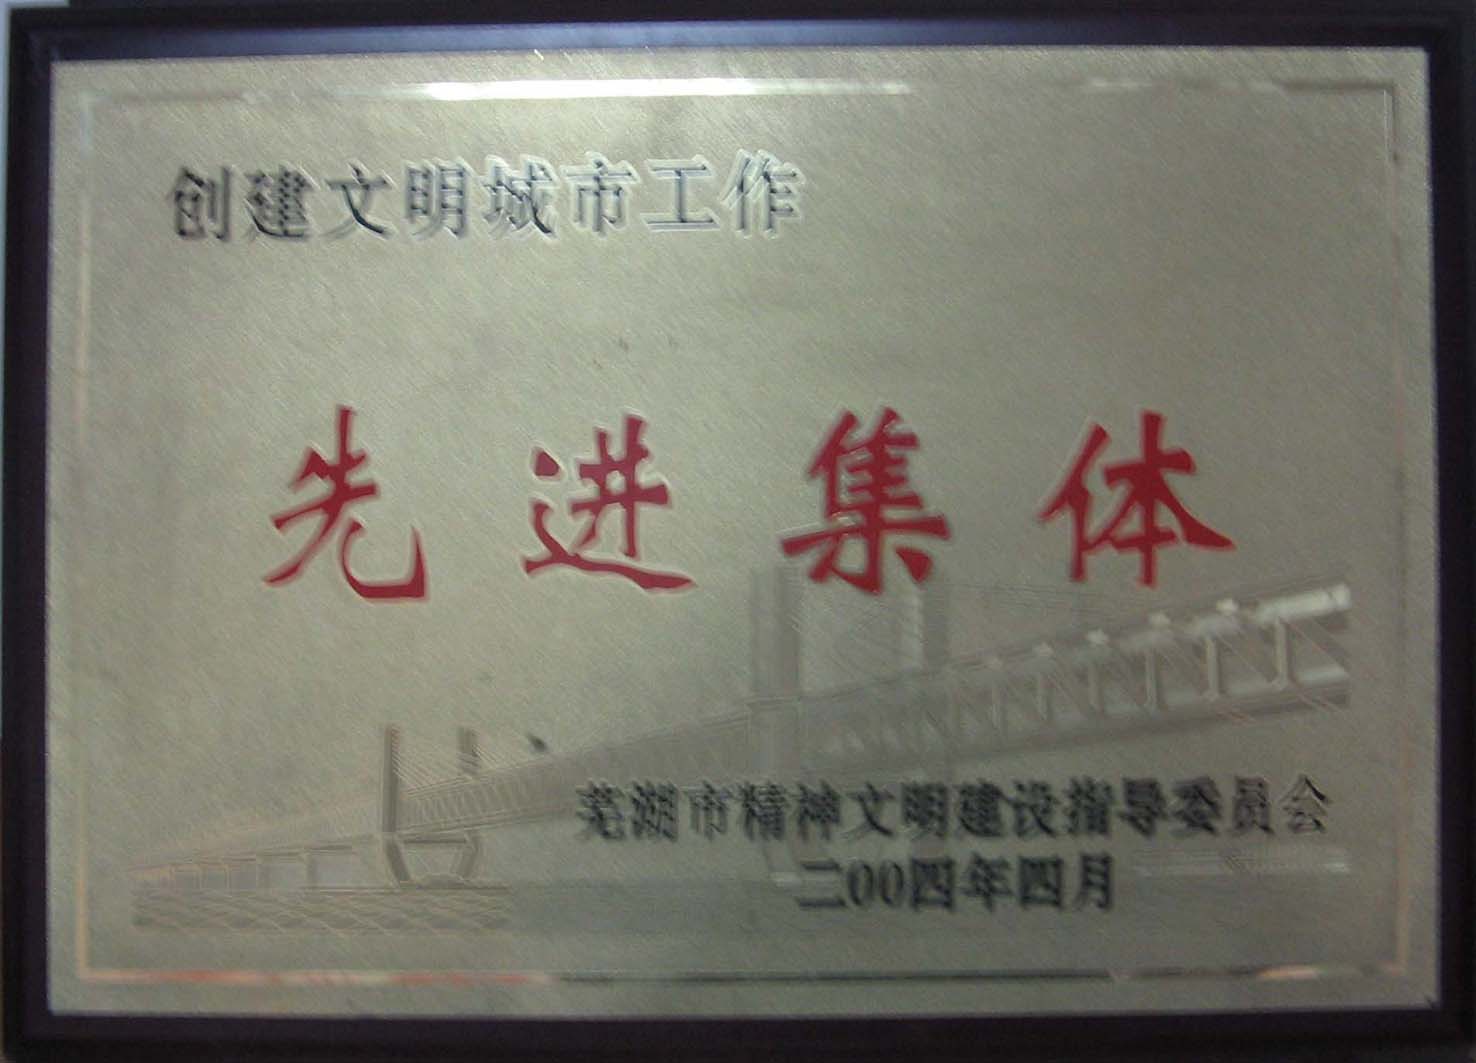 创建文明城市工作
先进集体
芜湖市精神文明建设指导委员会
二00四年四月